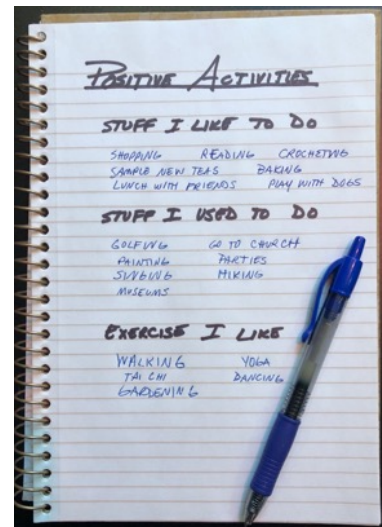 POSITIVE ACTIVITIES
STUFF I LIKE TO DO
SHOPPING READING CROCHETING
SAMPLE NEW TEAS BAKING
LUNCH WITH FRIENDS PLAY WITH DOGS
STUFF I USED TO DO
GOLFING GO TO CHURCH
PAINTING PARTIES
SINGING HIKING
MUSEUMS
EXERCISE I LIKE
WALKING YOGA
TAI CHI DANCING
GARDENING